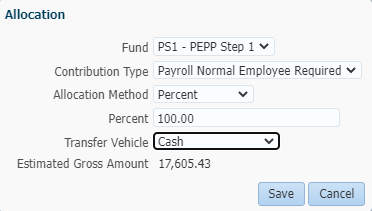 Allocation
Fund PS1 - PEPP Step 1
Contribution Type Payroll Normal Employee Required
Allocation Method Percent
Percent 100.00
Transfer Vehicle Cash
Estimated Gross Amount 17,605.43
Save Cancel